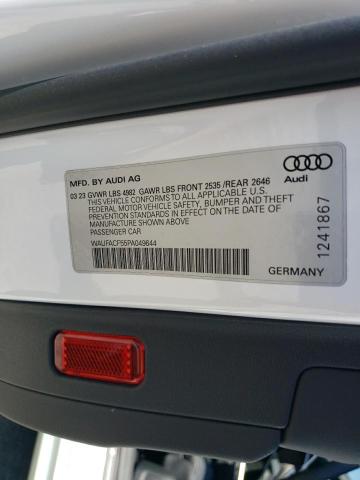 MFD. BY AUDI AG
03.23 GVWR LBS 4982 GAWR LBS FRONT 2535 /REAR 2646
THIS VEHICLE CONFORMS TO ALL APPLICABLE U.S.
FEDERAL MOTOR VEHICLE SAFETY, BUMPER AND THEFT
PREVENTION STANDARDS IN EFFECT ON THE DATE OF
MANUFACTURE SHOWN ABOVE
PASSENGER CAR
WAUFACF55PA049644
Audi
1241867
GERMANY